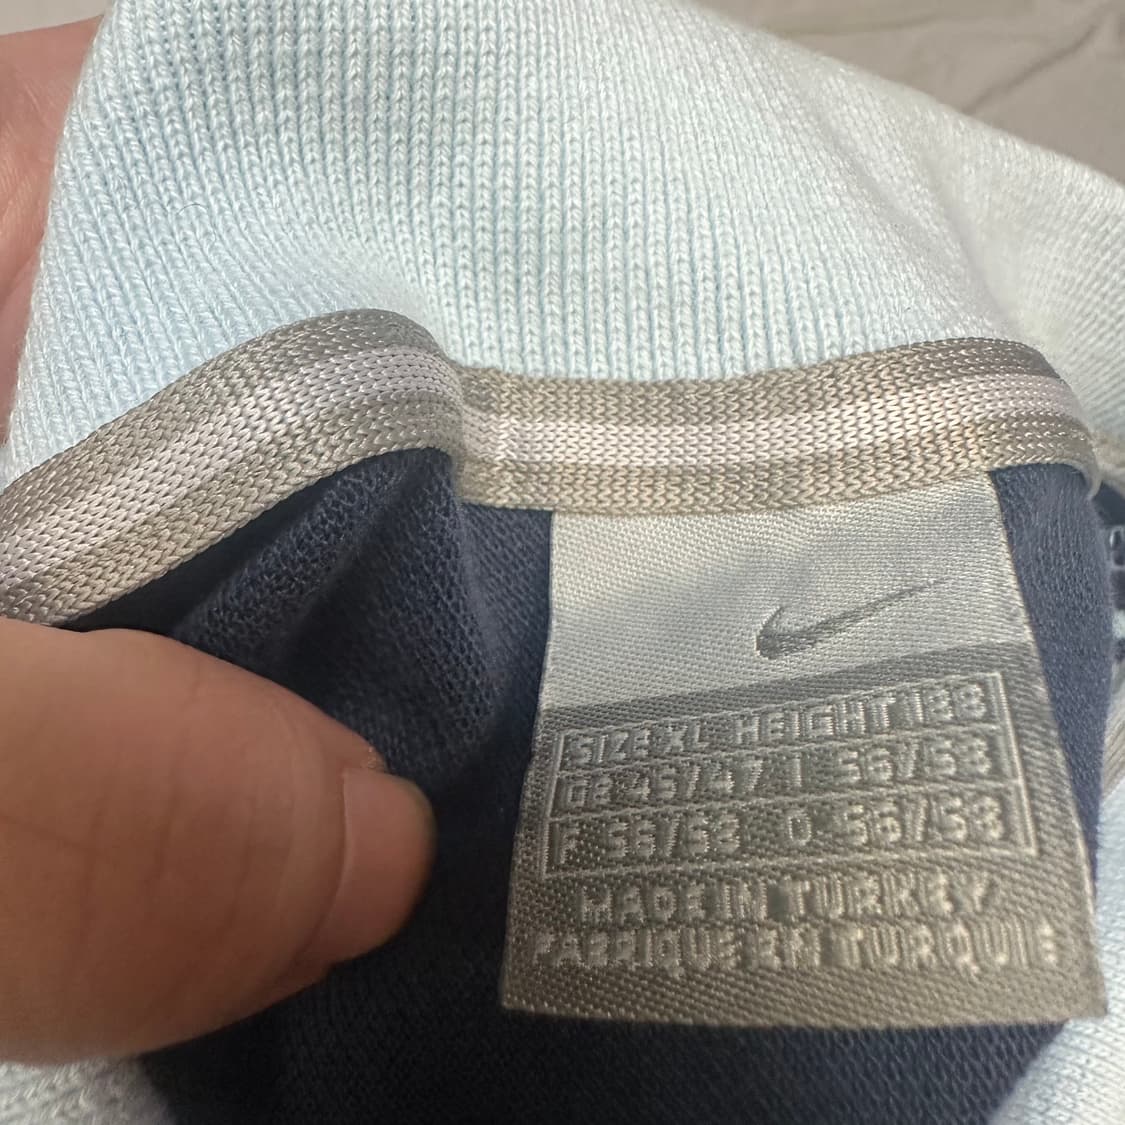 SIZE XL HEIGHT 188
GB 45/47 I 56/58
F 56/58 D 56/58
MADE IN TURKEY
FABRIQUE EN TURQUIE